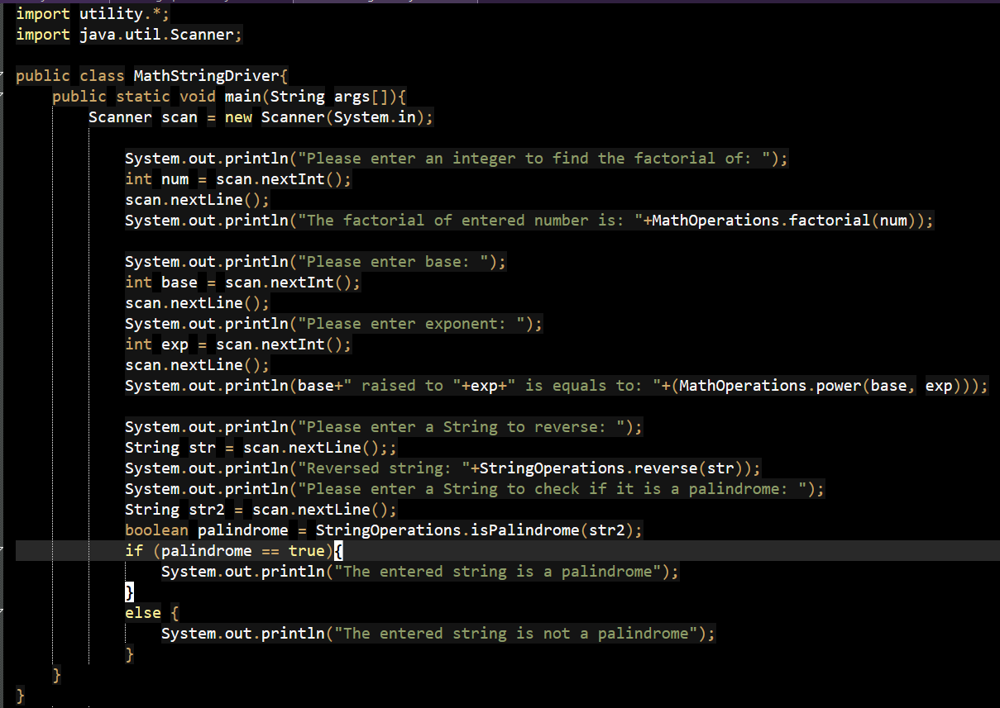 import utility.*;
import java.util.Scanner;
public class MathStringDriver{
public static void main(String args[]){
Scanner scan = new Scanner(System.in);
System.out.println("Please enter an integer to find the factorial of: ");
int num = scan.nextInt();
scan.nextLine();
System.out.println("The factorial of entered number is: "+MathOperations.factorial(num));
System.out.println("Please enter base: ");
int base = scan.nextInt();
scan.nextLine();
System.out.println("Please enter exponent: ");
int exp = scan.nextInt();
scan.nextLine();
System.out.println(base+" raised to "+exp+" is equals to: "+(MathOperations.power(base, exp)));
System.out.println("Please enter a String to reverse: ");
String str = scan.nextLine();;
System.out.println("Reversed string: "+StringOperations.reverse(str));
System.out.println("Please enter a String to check if it is a palindrome: ");
String str2 = scan.nextLine();
boolean palindrome = StringOperations.isPalindrome(str2);
if (palindrome == true){
System.out.println("The entered string is a palindrome");
}
else {
System.out.println("The entered string is not a palindrome");
}
}
}